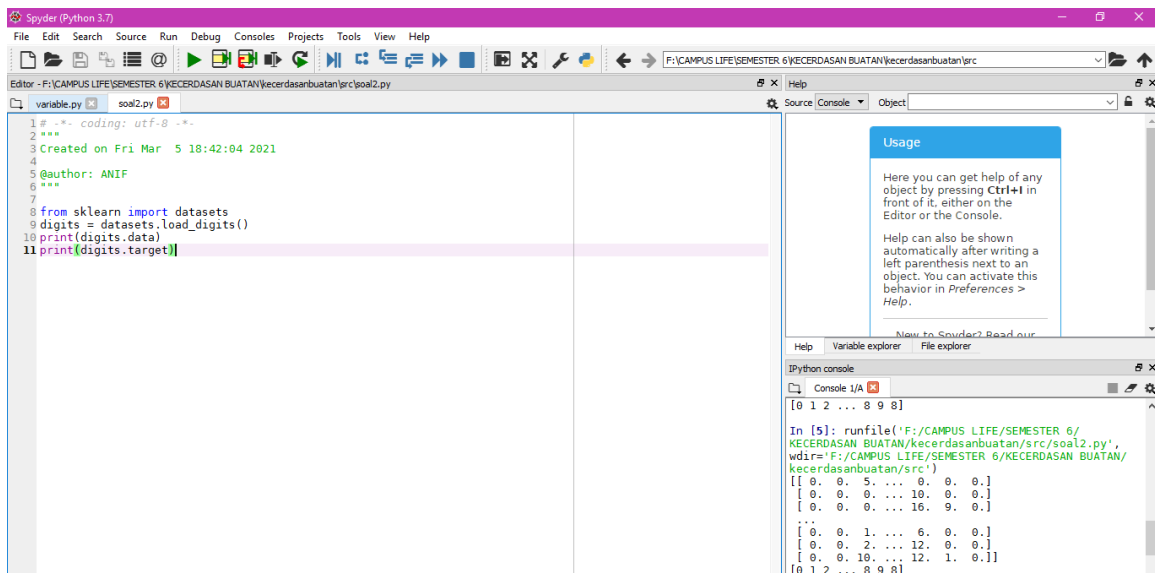 Spyder (Python 3.7)
File Edit Search Source Run Debug Consoles Projects Tools View Help
F:\CAMPUS LIFE\SEMESTER 6\KECERDASAN BUATAN\kecerdasanbuatan\src
Editor - F:\CAMPUS LIFE\SEMESTER 6\KECERDASAN BUATAN\kecerdasanbuatan\src\soal2.py
variable.py soal2.py
1 # -*- coding: utf-8 -*-
2 """
3 Created on Fri Mar  5 18:42:04 2021
4
5 @author: ANIF
6 """
7
8 from sklearn import datasets
9 digits = datasets.load_digits()
10 print(digits.data)
11 print(digits.target)
Help
Source Console Object
Usage
Here you can get help of any
object by pressing Ctrl+I in
front of it, either on the
Editor or the Console.
Help can also be shown
automatically after writing a
left parenthesis next to an
object. You can activate this
behavior in Preferences >
Help.
New to Spyder? Read our
Help Variable explorer File explorer
IPython console
Console 1/A
[0 1 2 ... 8 9 8]
In [5]: runfile('F:/CAMPUS LIFE/SEMESTER 6/
KECERDASAN BUATAN/kecerdasanbuatan/src/soal2.py',
wdir='F:/CAMPUS LIFE/SEMESTER 6/KECERDASAN BUATAN/
kecerdasanbuatan/src')
[[ 0.  0.  5. ...  0.  0.  0.]
 [ 0.  0.  0. ... 10.  0.  0.]
 [ 0.  0.  0. ... 16.  9.  0.]
 ...
 [ 0.  0.  1. ...  6.  0.  0.]
 [ 0.  0.  2. ... 12.  0.  0.]
 [ 0.  0. 10. ... 12.  1.  0.]]
[0 1 2 ... 8 9 8]